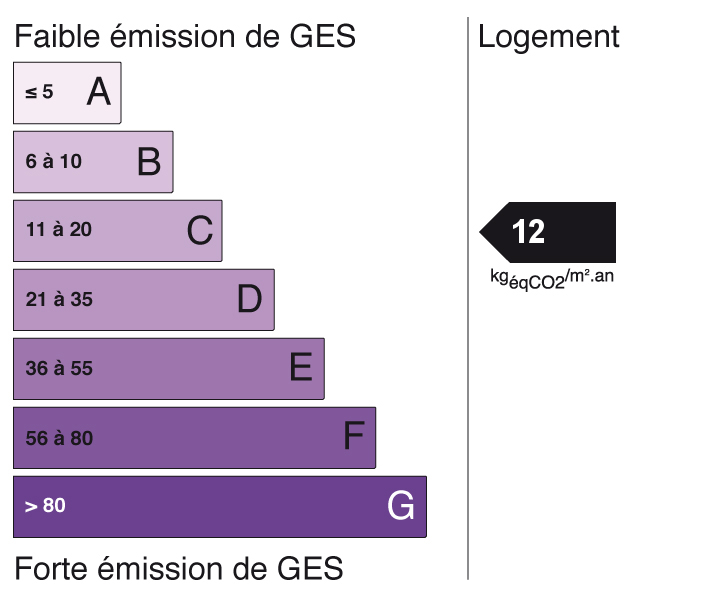 Faible émission de GES
≤ 5 A
6 à 10 B
11 à 20 C
21 à 35 D
36 à 55 E
56 à 80 F
> 80 G
Forte émission de GES
Logement
12
kgéqCO2/m².an